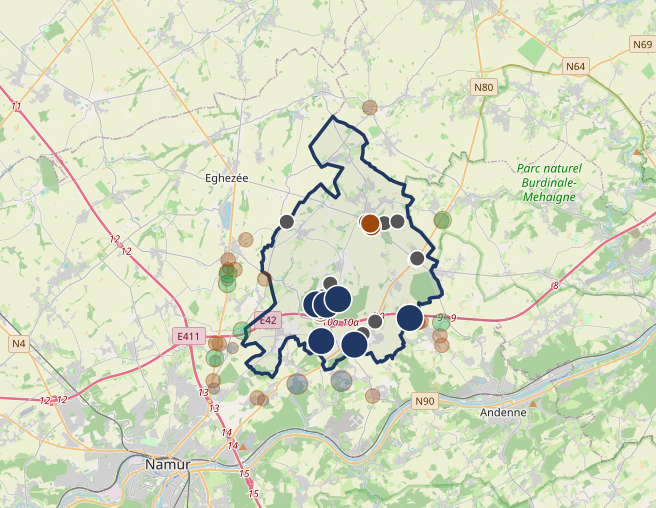 N69
N64
N80
11
Parc naturel
Burdinale-
Mehaigne
Eghezée
12
12
8
E42
10a 10a
9
9
E411
N4
12
12
13
13
N90
Andenne
14
14
Namur
15
15